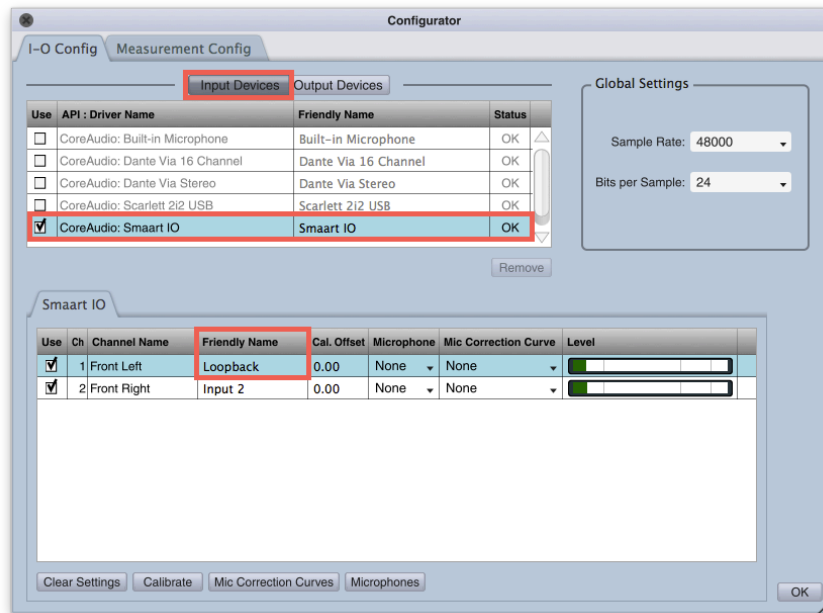 Configurator
I-O Config Measurement Config
Input Devices Output Devices
Use API : Driver Name Friendly Name Status
CoreAudio: Built-in Microphone Built-in Microphone OK
CoreAudio: Dante Via 16 Channel Dante Via 16 Channel OK
CoreAudio: Dante Via Stereo Dante Via Stereo OK
CoreAudio: Scarlett 2i2 USB Scarlett 2i2 USB OK
CoreAudio: Smaart IO Smaart IO OK
Remove
Global Settings
Sample Rate: 48000
Bits per Sample: 24
Smaart IO
Use Ch Channel Name Friendly Name Cal. Offset Microphone Mic Correction Curve Level
1 Front Left Loopback 0.00 None None
2 Front Right Input 2 0.00 None None
Clear Settings Calibrate Mic Correction Curves Microphones
OK